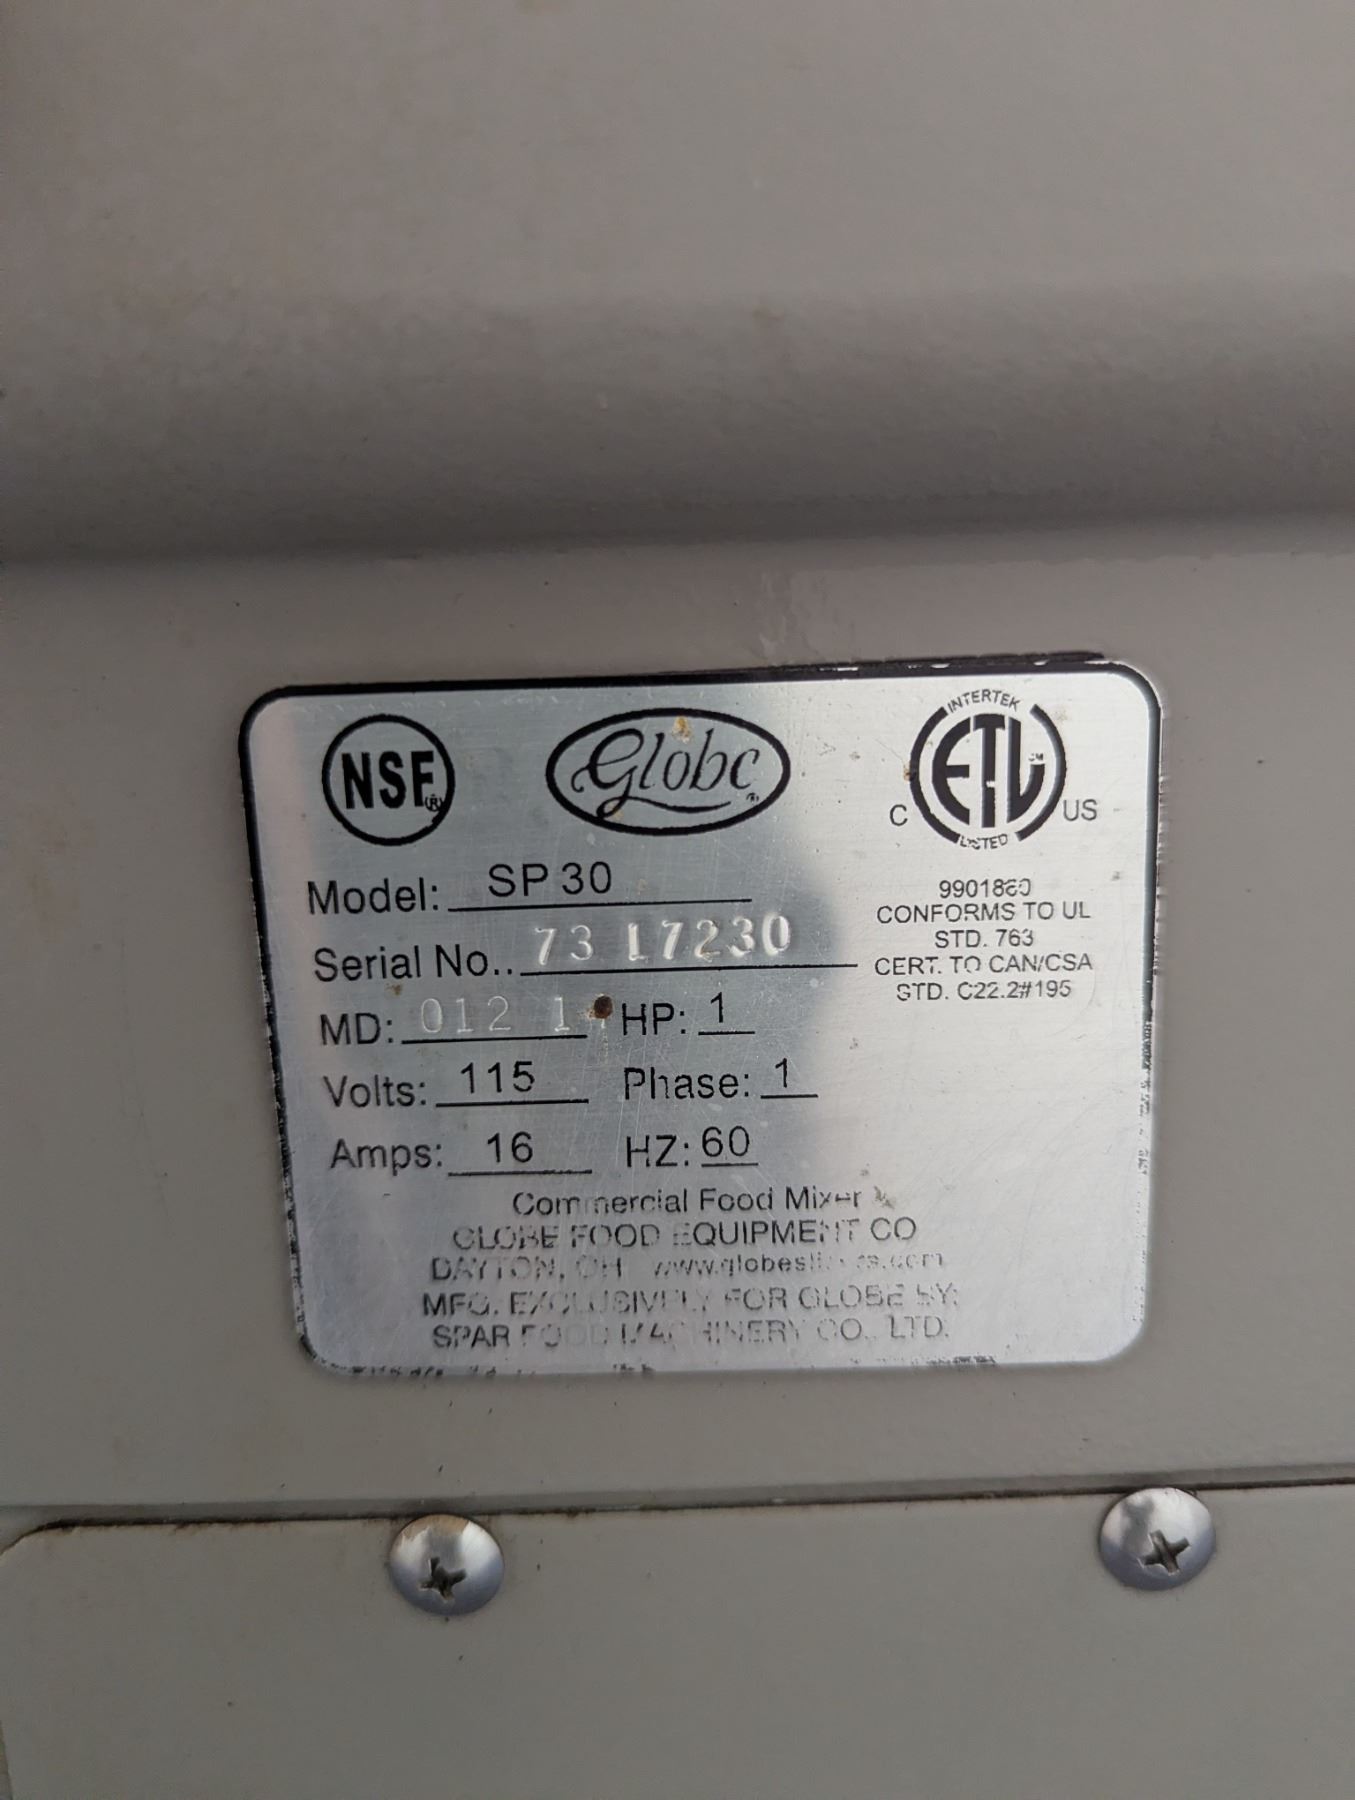 NSF®
Globe®
INTERTEK
ETL
C US
LISTED
Model: SP 30
Serial No.. 73 17230
MD: 012 1 HP: 1
Volts: 115 Phase: 1
Amps: 16 HZ: 60
CONFORMS TO UL
STD. 763
CERT. TO CAN/CSA
STD. C22.2#195
Commercial Food Mixer
GLOBE FOOD EQUIPMENT CO
DAYTON, OH
MFG. EXCLUSIVELY FOR GLOBE BY:
SPAR FOOD MACHINERY CO., LTD.